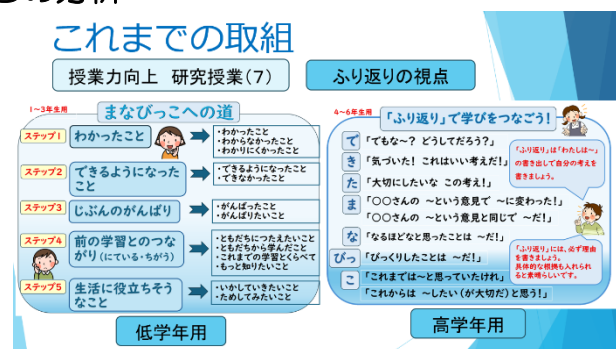 これまでの取組
授業力向上 研究授業（7）
ふり返りの視点
1～3年生用
まなびっこへの道
ステップ1
わかったこと
・わかったこと
・わからなかったこと
・わかりにくかったこと
ステップ2
できるようになった
こと
・できるようになったこと
・できなかったこと
ステップ3
じぶんのがんばり
・がんばったこと
・がんばりたいこと
ステップ4
前の学習とのつな
がり（にている・ちがう）
・ともだちにつたえたいこと
・ともだちから学んだこと
・これまでの学習とくらべて
・もっと知りたいこと
ステップ5
生活に役立ちそう
なこと
・いかしていきたいこと
・ためしてみたいこと
低学年用
4～6年生用
「ふり返り」で学びをつなごう！
で 「でもな～？ どうしてだろう？」
き 「気づいた！ これはいい考えだ！」
た 「大切にしたいな この考え！」
ま 「○○さんの ～という意見で ～に変わった！」
「○○さんの ～という意見と同じで ～だ！」
な 「なるほどなと思ったことは ～だ！」
びっ 「びっくりしたことは ～だ！」
こ 「これまでは～と思っていたけれ」
「これからは ～したい（が大切だ）と思う！」
「ふり返り」は「わたしは～」
の書き出しで自分の考えを
書きましょう。
「ふり返り」には、必ず理由
を書きましょう。
具体的な根拠も入れられ
ると素晴らしいです。
高学年用